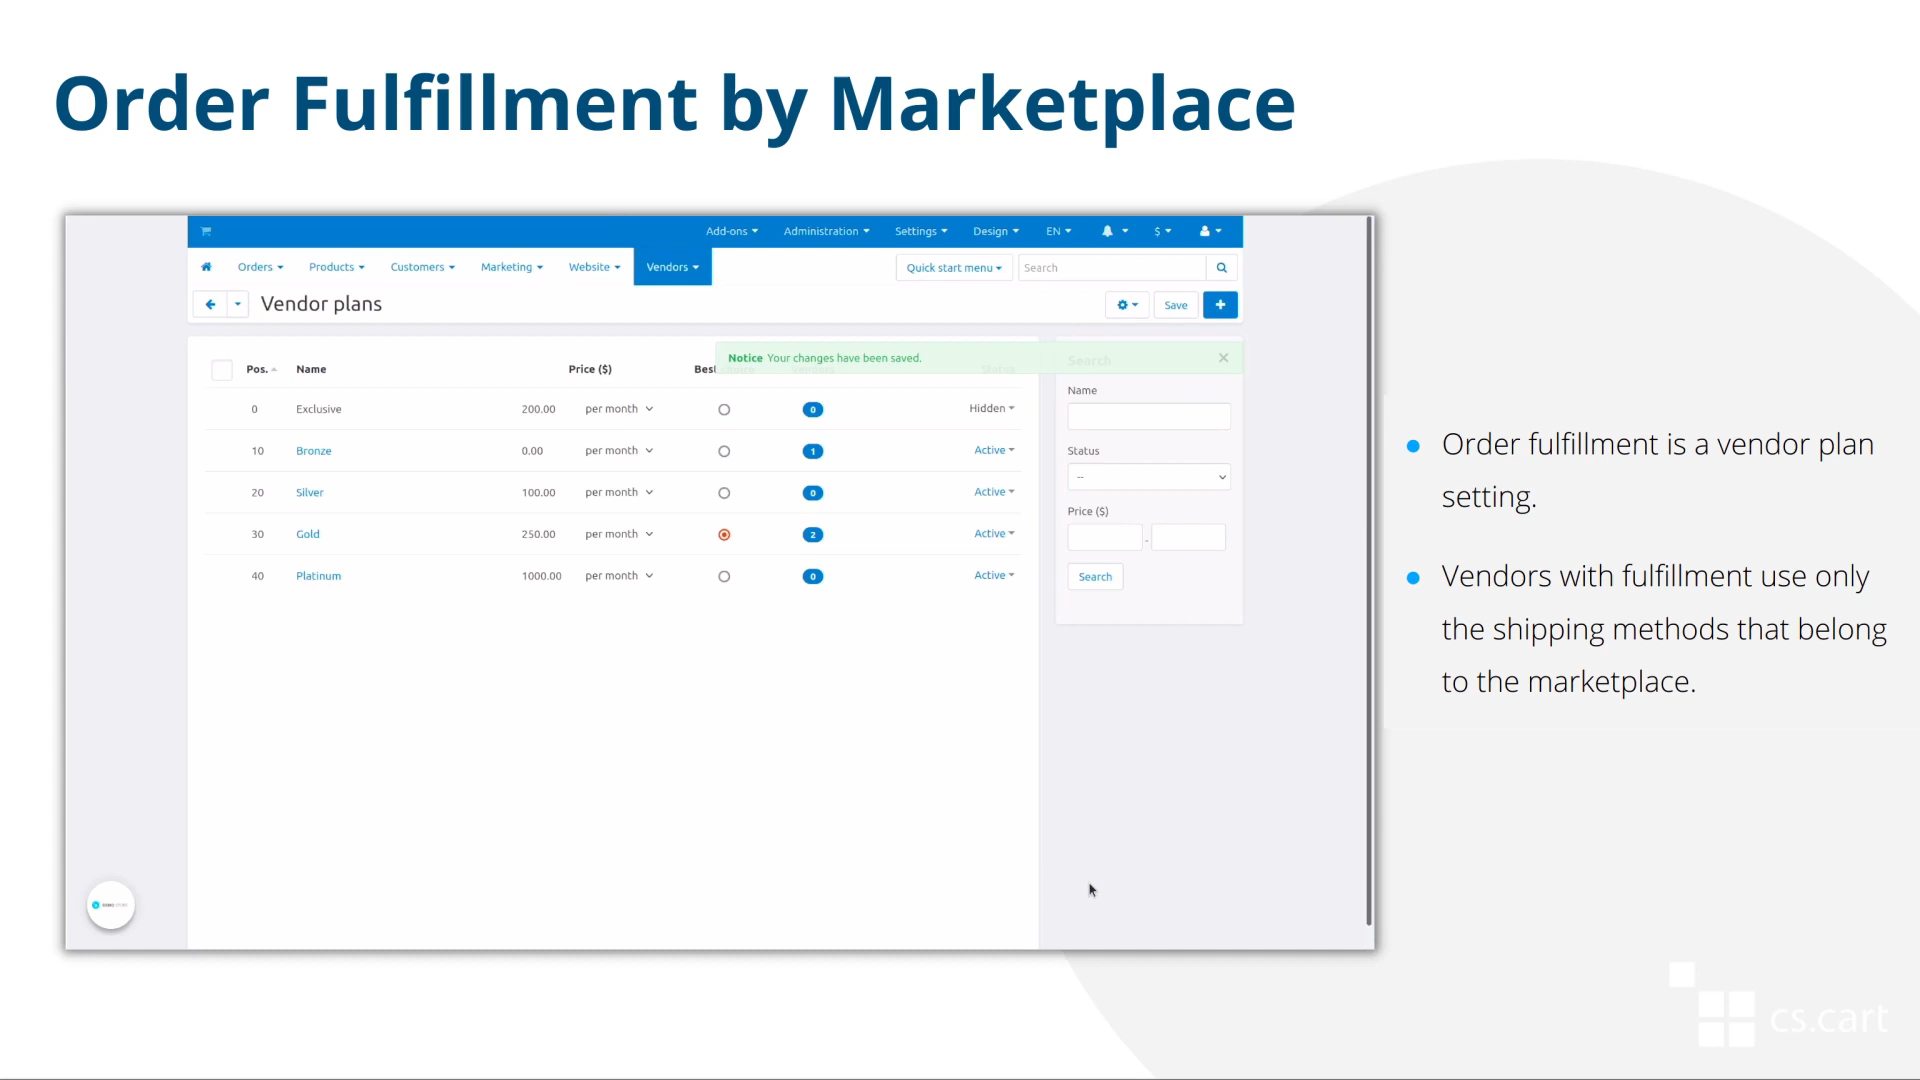 Order Fulfillment by Marketplace
Add-ons Administration Settings Design EN $
Orders Products Customers Marketing Website Vendors Quick start menu Search
Vendor plans Save
Notice Your changes have been saved.
Pos. Name Price ($) Search
0 Exclusive 200.00 per month 0 Hidden
10 Bronze 0.00 per month 1 Active
20 Silver 100.00 per month 0 Active
30 Gold 250.00 per month 2 Active
40 Platinum 1000.00 per month 0 Active
Name
Status
--
Price ($)
-
Search
Order fulfillment is a vendor plan
setting.
Vendors with fulfillment use only
the shipping methods that belong
to the marketplace.
cs.cart